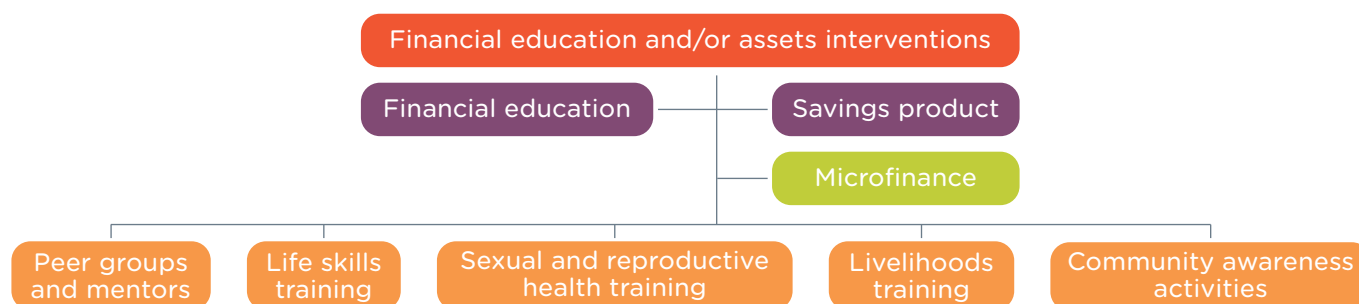 Financial education and/or assets interventions
Financial education
Savings product
Microfinance
Peer groups
and mentors
Life skills
training
Sexual and reproductive
health training
Livelihoods
training
Community awareness
activities